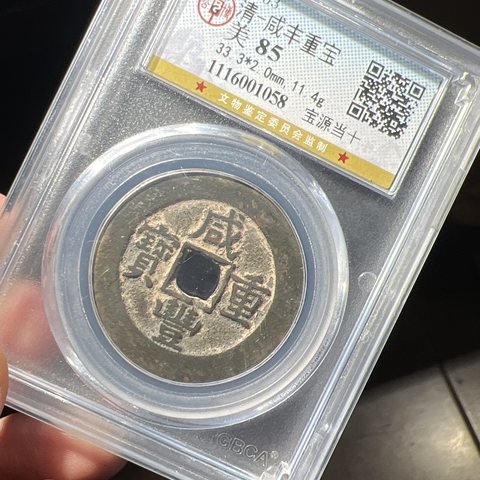 清-咸丰重宝
美 85
33.3*2.0mm,11.4g
1116001058
宝源当十
★ 文物鉴定委员会监制 ★
咸豐重寶
GBCA®